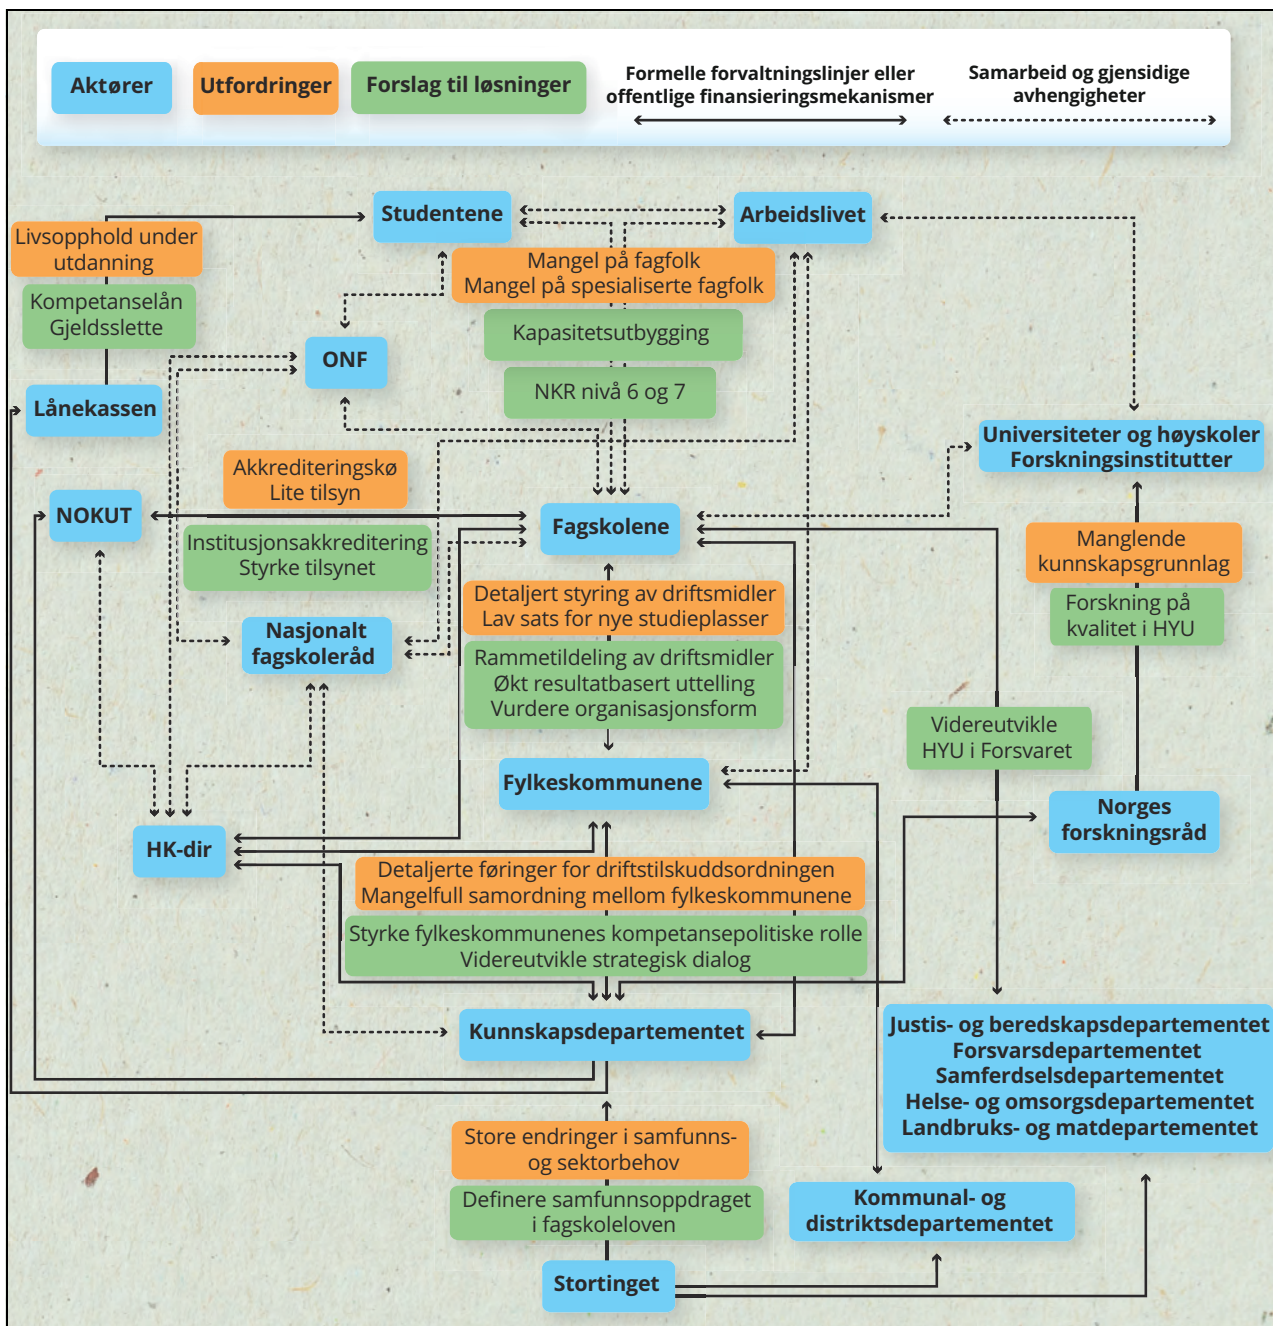 Aktører
Utfordringer
Forslag til løsninger
Formelle forvaltningslinjer eller
offentlige finansieringsmekanismer
Samarbeid og gjensidige
avhengigheter
Studentene
Arbeidslivet
Livsopphold under
utdanning
Mangel på fagfolk
Mangel på spesialiserte fagfolk
Kompetanselån
Gjeldsslette
Kapasitetsutbygging
ONF
NKR nivå 6 og 7
Lånekassen
Universiteter og høyskoler
Forskningsinstitutter
Akkrediteringskø
Lite tilsyn
NOKUT
Fagskolene
Institusjonsakkreditering
Styrke tilsynet
Manglende
kunnskapsgrunnlag
Detaljert styring av driftsmidler
Lav sats for nye studieplasser
Forskning på
kvalitet i HYU
Nasjonalt
fagskoleråd
Rammetildeling av driftsmidler
Økt resultatbasert uttelling
Vurdere organisasjonsform
Videreutvikle
HYU i Forsvaret
Fylkeskommunene
Norges
forskningsråd
HK-dir
Detaljerte føringer for driftstilskuddsordningen
Mangelfull samordning mellom fylkeskommunene
Styrke fylkeskommunenes kompetansepolitiske rolle
Videreutvikle strategisk dialog
Kunnskapsdepartementet
Justis- og beredskapsdepartementet
Forsvarsdepartementet
Samferdselsdepartementet
Helse- og omsorgsdepartementet
Landbruks- og matdepartementet
Store endringer i samfunns-
og sektorbehov
Definere samfunnsoppdraget
i fagskoleloven
Kommunal- og
distriktsdepartementet
Stortinget